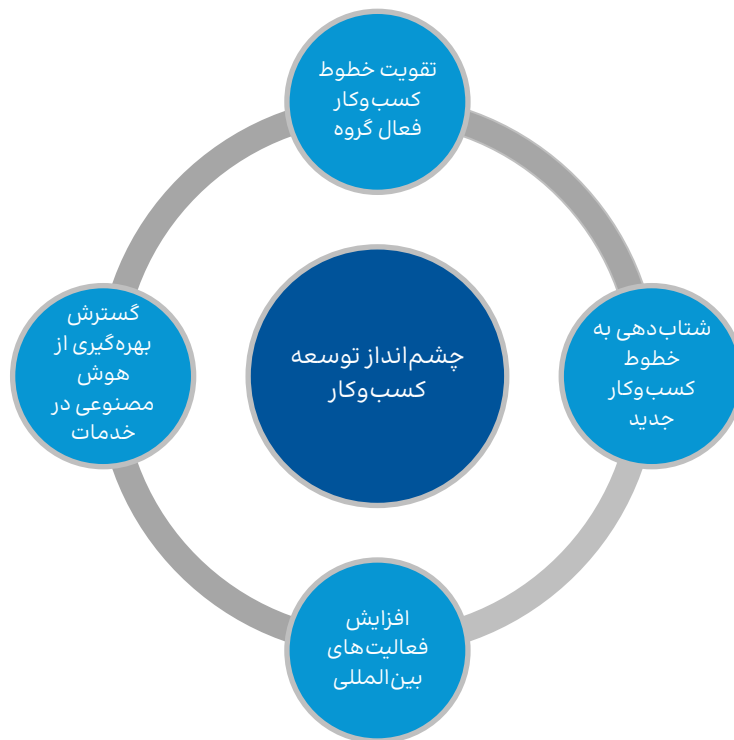 تقویت خطوط
کسب‌وکار
فعال گروه
شتاب‌دهی به
خطوط
کسب‌وکار
جدید
چشم‌انداز توسعه
کسب‌وکار
گسترش
بهره‌گیری از
هوش
مصنوعی در
خدمات
افزایش
فعالیت‌های
بین‌المللی